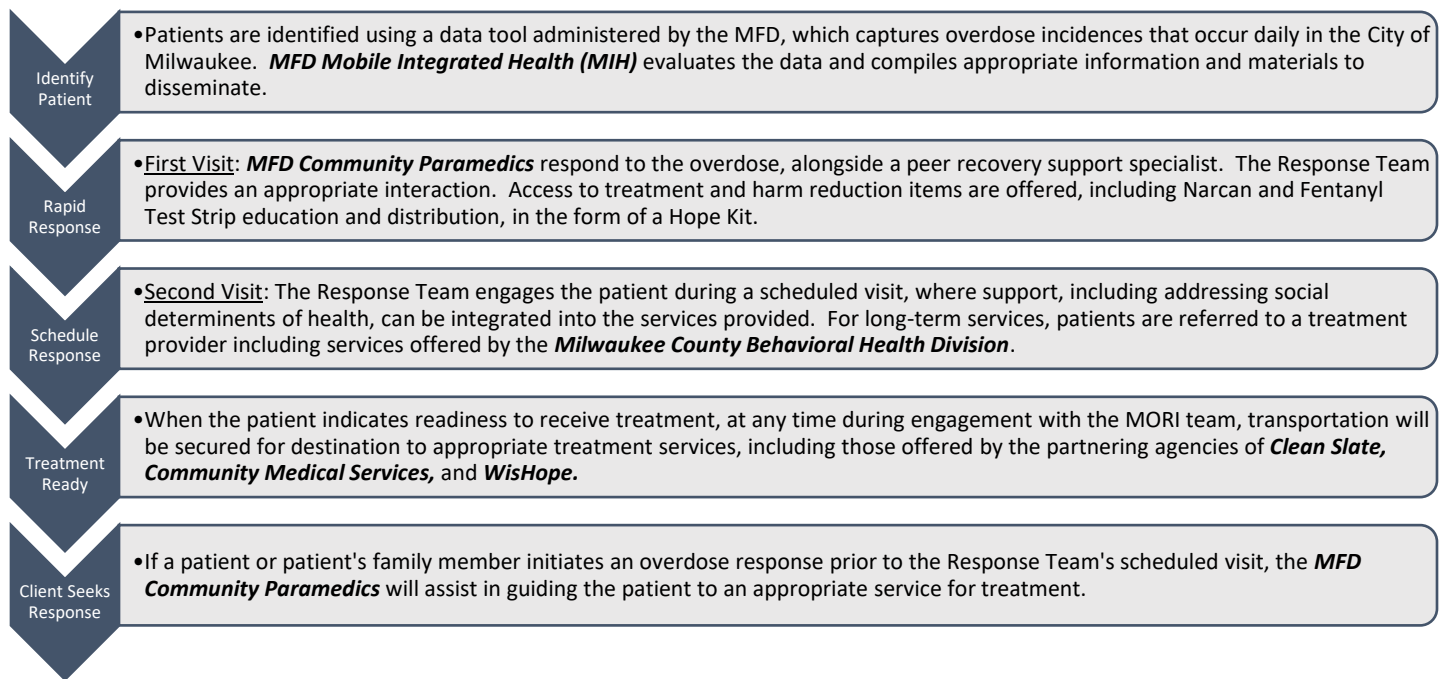 Identify
Patient
•Patients are identified using a data tool administered by the MFD, which captures overdose incidences that occur daily in the City of
Milwaukee. MFD Mobile Integrated Health (MIH) evaluates the data and compiles appropriate information and materials to
disseminate.
Rapid
Response
•First Visit: MFD Community Paramedics respond to the overdose, alongside a peer recovery support specialist. The Response Team
provides an appropriate interaction. Access to treatment and harm reduction items are offered, including Narcan and Fentanyl
Test Strip education and distribution, in the form of a Hope Kit.
Schedule
Response
•Second Visit: The Response Team engages the patient during a scheduled visit, where support, including addressing social
determinents of health, can be integrated into the services provided. For long-term services, patients are referred to a treatment
provider including services offered by the Milwaukee County Behavioral Health Division.
Treatment
Ready
•When the patient indicates readiness to receive treatment, at any time during engagement with the MORI team, transportation will
be secured for destination to appropriate treatment services, including those offered by the partnering agencies of Clean Slate,
Community Medical Services, and WisHope.
Client Seeks
Response
•If a patient or patient's family member initiates an overdose response prior to the Response Team's scheduled visit, the MFD
Community Paramedics will assist in guiding the patient to an appropriate service for treatment.